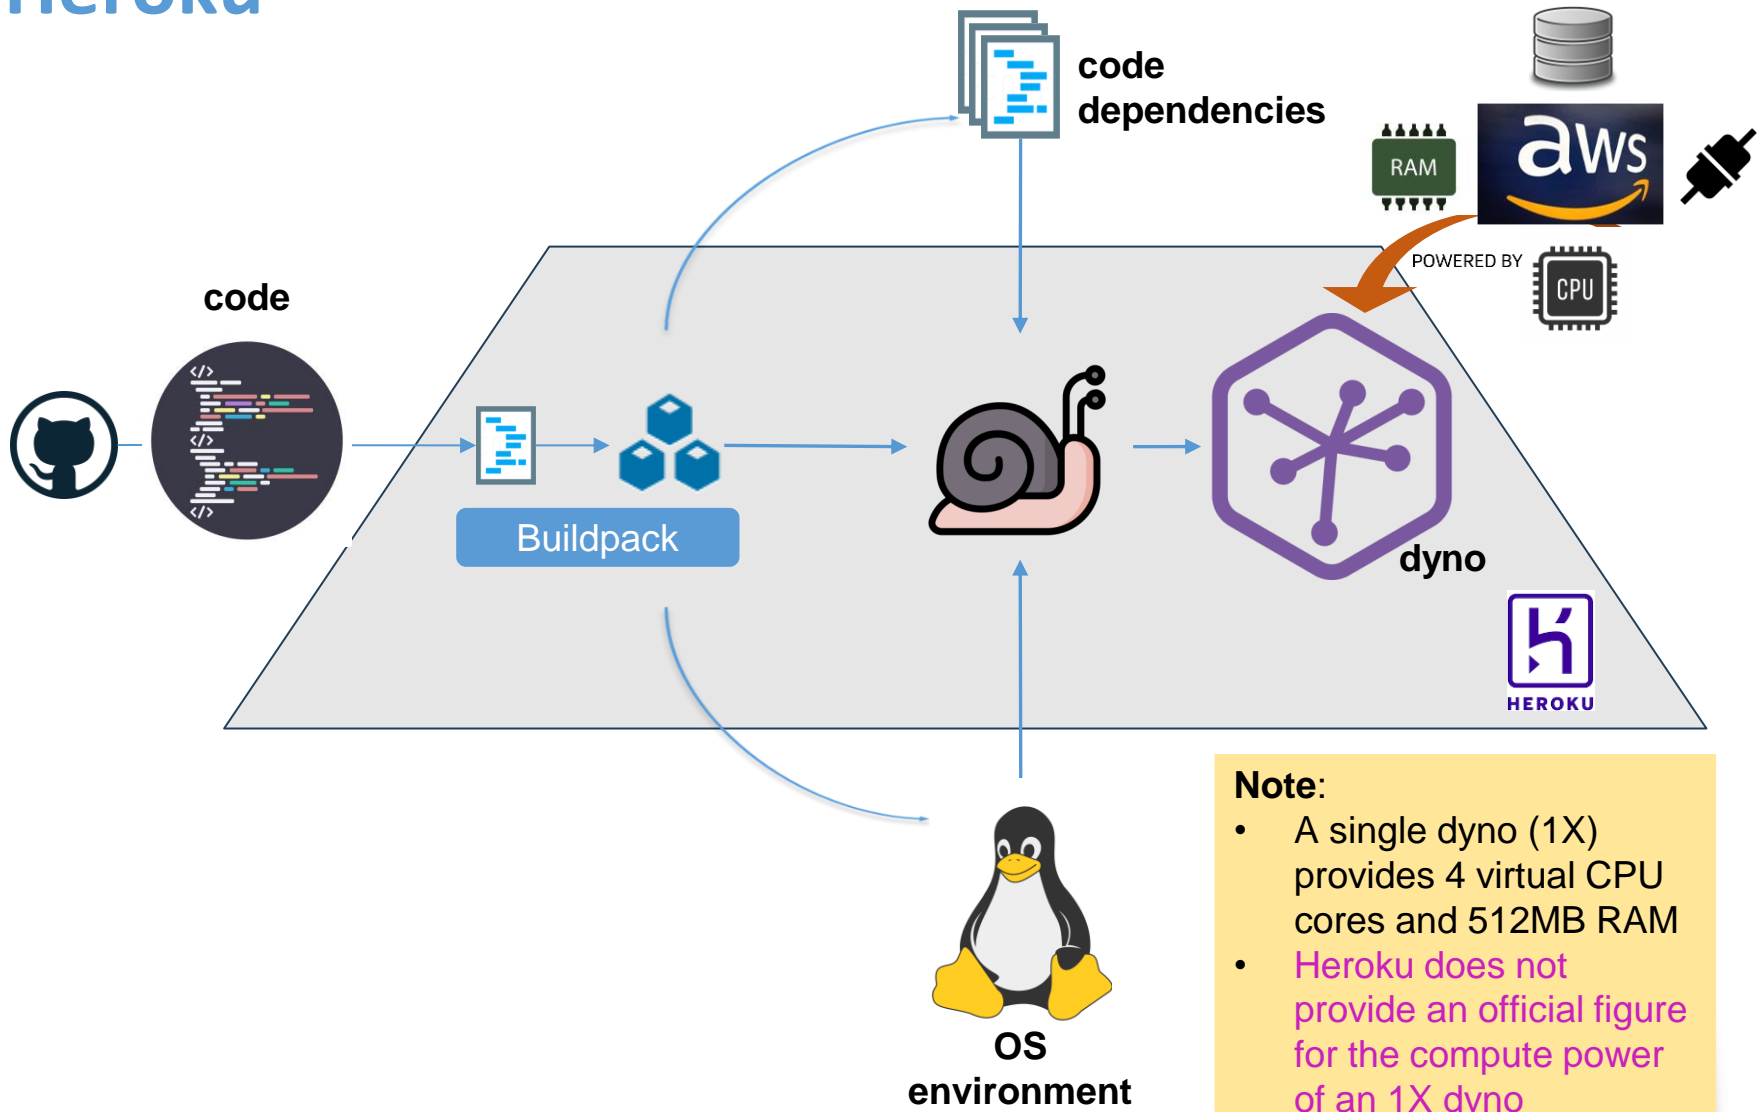 Heroku
code
dependencies
RAM
aws
POWERED BY
CPU
code
</>
</>
</>
Buildpack
dyno
HEROKU
OS
environment
Note:
• A single dyno (1X)
provides 4 virtual CPU
cores and 512MB RAM
• Heroku does not
provide an official figure
for the compute power
of an 1X dyno